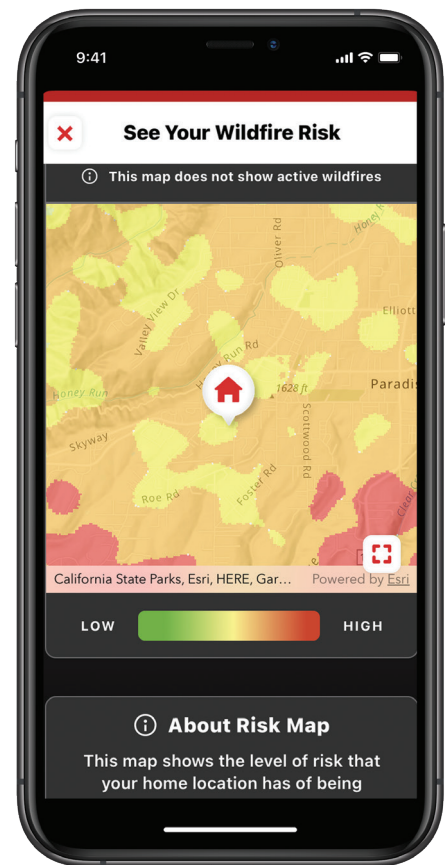 9:41
See Your Wildfire Risk
This map does not show active wildfires
Oliver Rd
Honey R
Valley View Dr
Elliott
Honey Run Rd
1628 ft
Paradis
Honey Run
Scottwood Rd
Skyway
Foster Rd
Roe Rd
California State Parks, Esri, HERE, Gar...
Powered by Esri
LOW
HIGH
About Risk Map
This map shows the level of risk that
your home location has of being